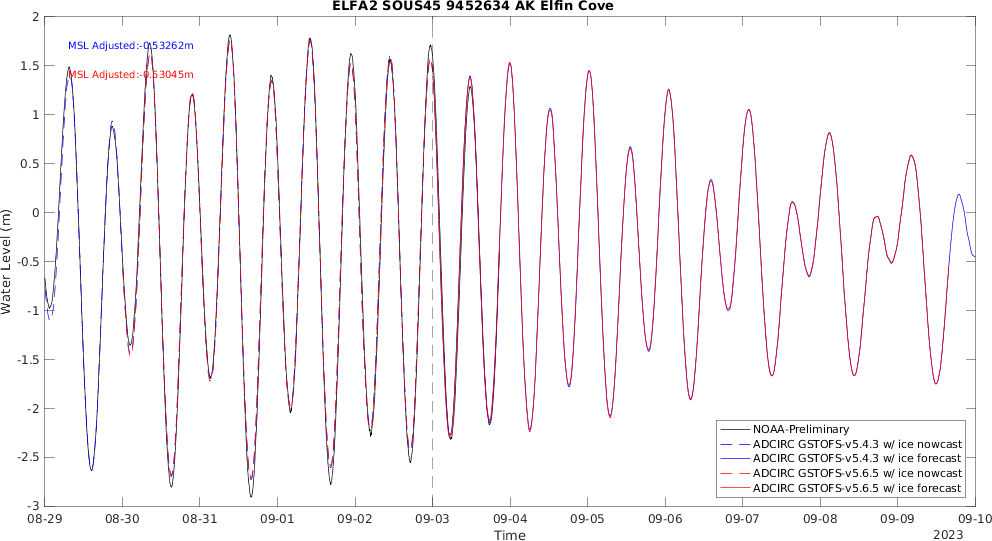 ELFA2 SOUS45 9452634 AK Elfin Cove
MSL Adjusted:-0.53262m
MSL Adjusted:-0.53045m
Water Level (m)
2
1.5
1
0.5
0
-0.5
-1
-1.5
-2
-2.5
-3
NOAA-Preliminary
ADCIRC GSTOFS-v5.4.3 w/ ice nowcast
ADCIRC GSTOFS-v5.4.3 w/ ice forecast
ADCIRC GSTOFS-v5.6.5 w/ ice nowcast
ADCIRC GSTOFS-v5.6.5 w/ ice forecast
08-29 08-30 08-31 09-01 09-02 09-03 09-04 09-05 09-06 09-07 09-08 09-09 09-10
Time
2023